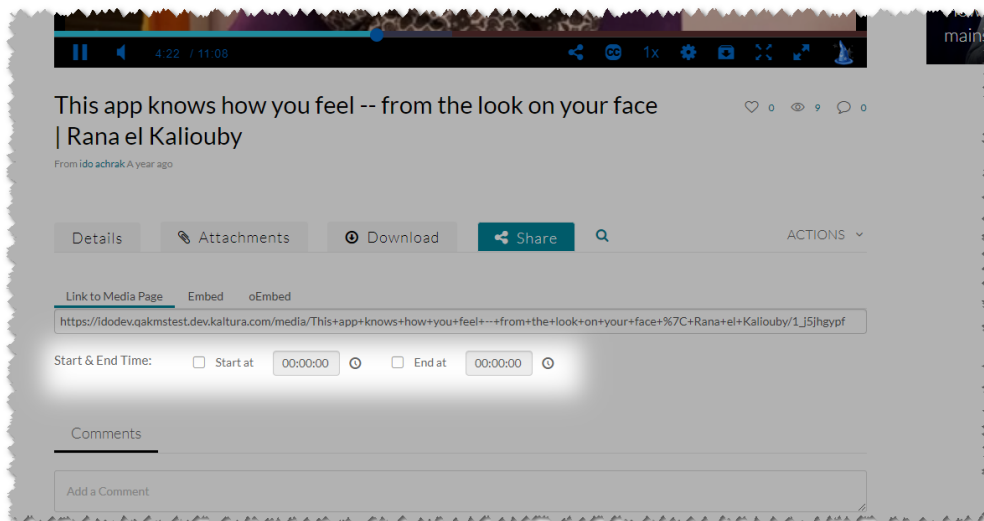 mains
4:22 / 11:08
CC
1x
This app knows how you feel -- from the look on your face
| Rana el Kaliouby
0 9 0
From ido achrak A year ago
Details Attachments Download Share ACTIONS
Link to Media Page Embed oEmbed
https://idodev.qakmstest.dev.kaltura.com/media/This+app+knows+how+you+feel+--+from+the+look+on+your+face+%7C+Rana+el+Kaliouby/1_j5jhgypf
Start & End Time: Start at 00:00:00 End at 00:00:00
Comments
Add a Comment